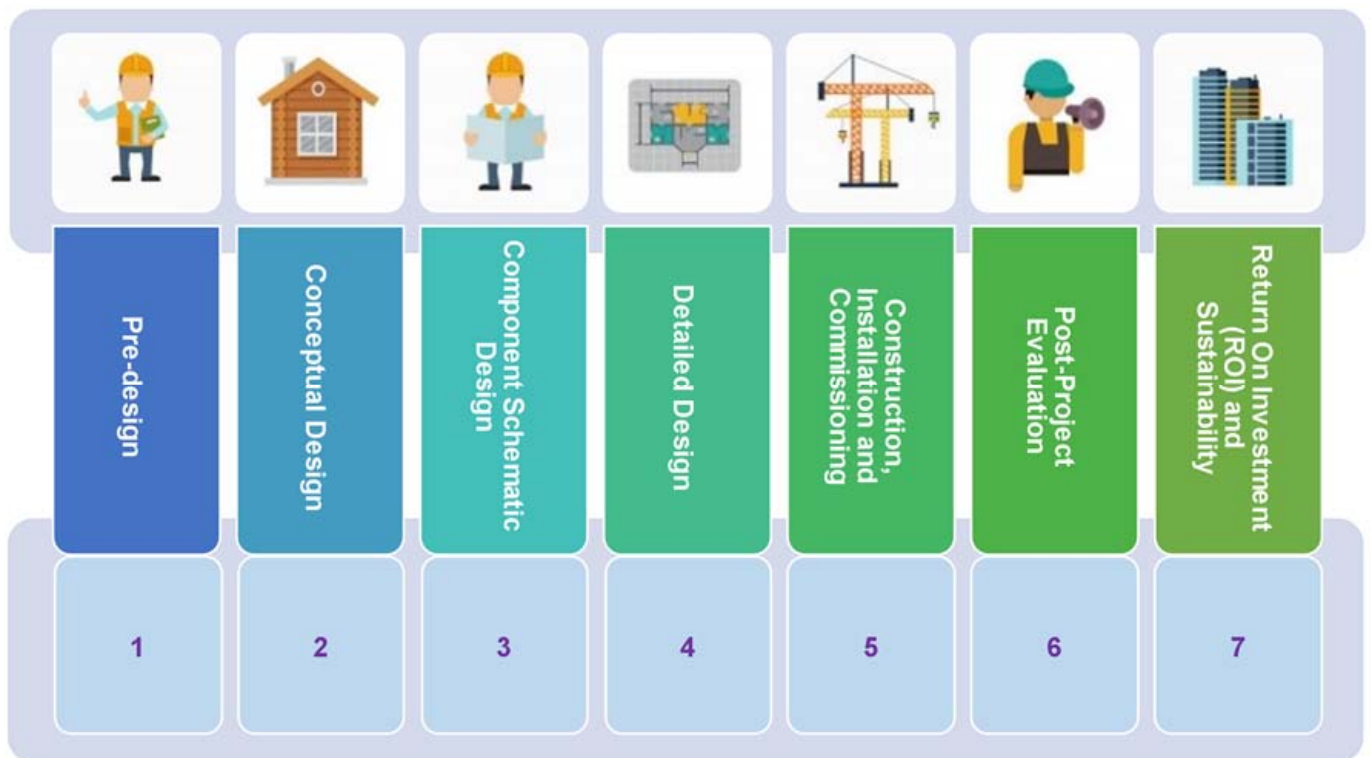 Pre-design
Conceptual Design
Component Schematic
Design
Detailed Design
Construction,
Installation and
Commissioning
Post-Project
Evaluation
Return On Investment
(ROI) and
Sustainability
1
2
3
4
5
6
7